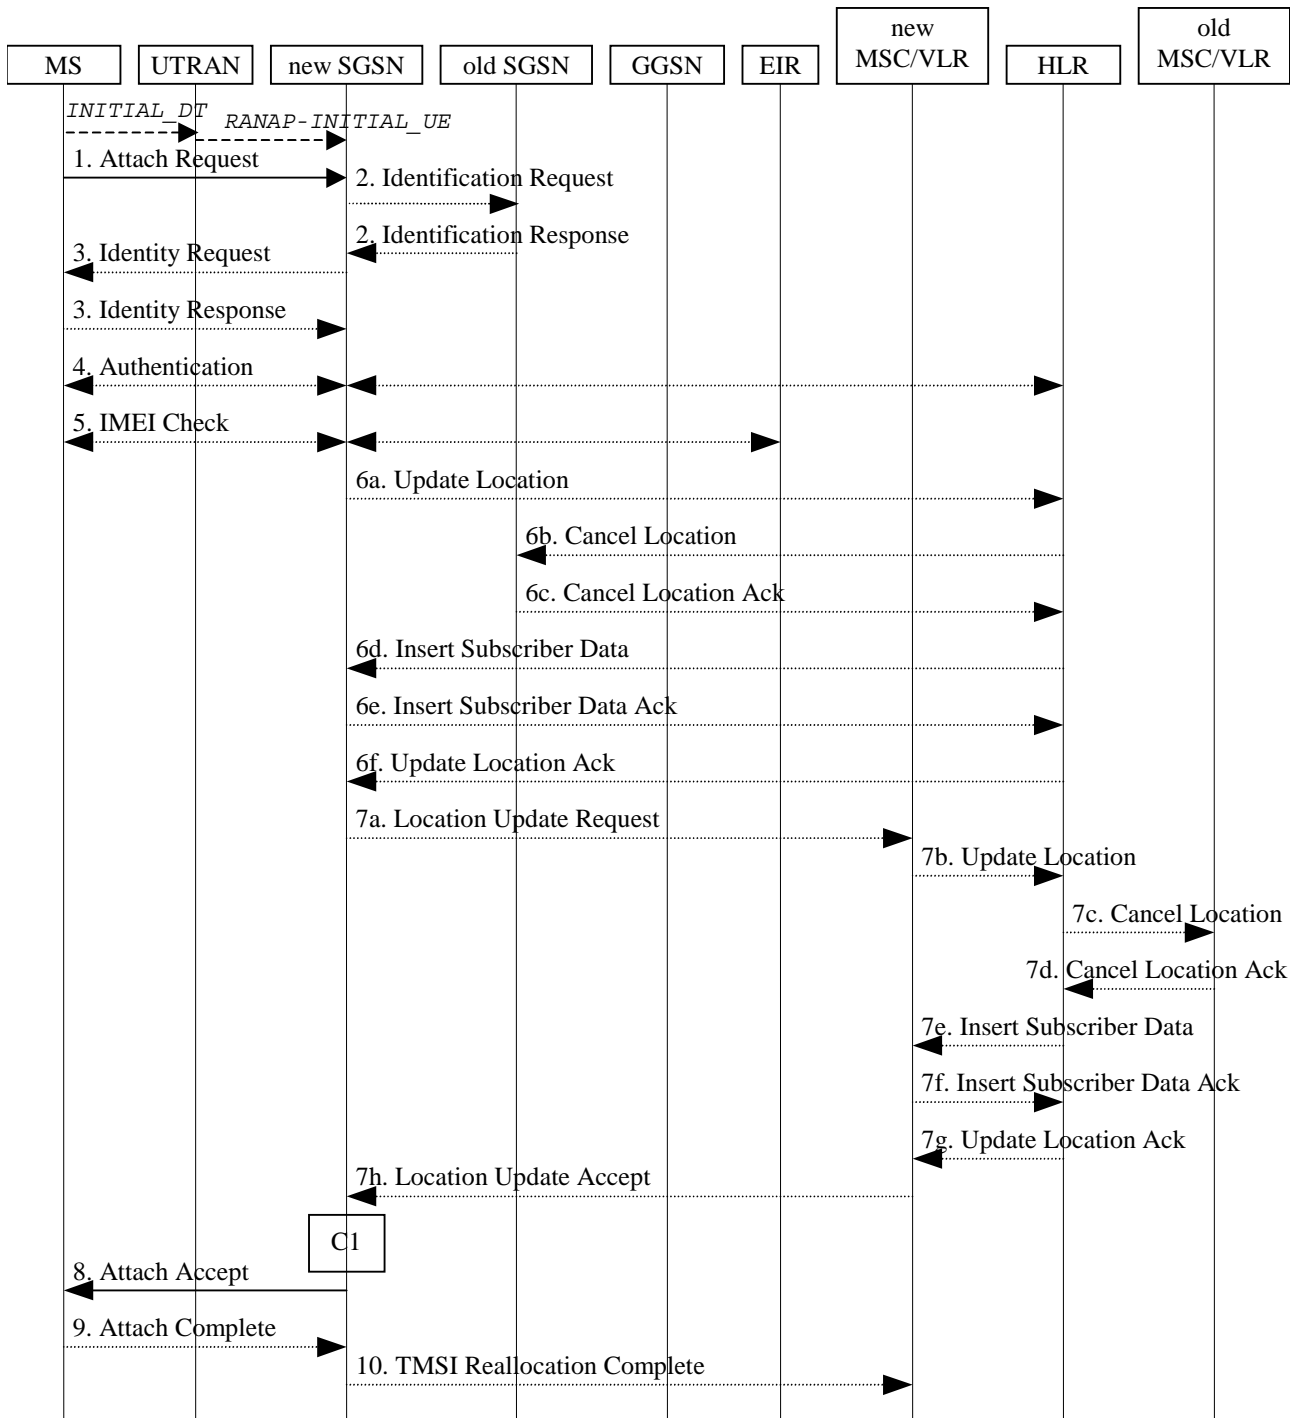 MS
UTRAN
new SGSN
old SGSN
GGSN
EIR
new
MSC/VLR
HLR
old
MSC/VLR
INITIAL_DT
RANAP-INITIAL_UE
1. Attach Request
2. Identification Request
2. Identification Response
3. Identity Request
3. Identity Response
4. Authentication
5. IMEI Check
6a. Update Location
6b. Cancel Location
6c. Cancel Location Ack
6d. Insert Subscriber Data
6e. Insert Subscriber Data Ack
6f. Update Location Ack
7a. Location Update Request
7b. Update Location
7c. Cancel Location
7d. Cancel Location Ack
7e. Insert Subscriber Data
7f. Insert Subscriber Data Ack
7g. Update Location Ack
7h. Location Update Accept
C1
8. Attach Accept
9. Attach Complete
10. TMSI Reallocation Complete